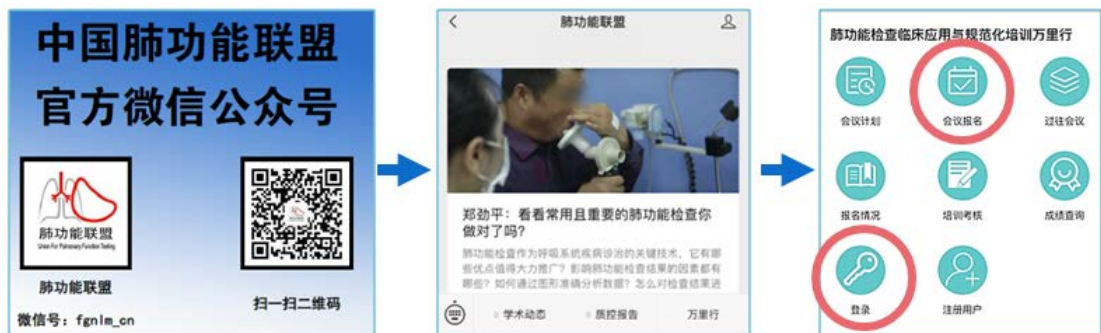 中国肺功能联盟
官方微信公众号
肺功能联盟
Union For Pulmonary Function Testing
肺功能联盟
扫一扫二维码
微信号：fgnlm_cn
肺功能联盟
郑劲平：看看常用且重要的肺功能检查你
做对了吗？
肺功能检查作为呼吸系统疾病诊治的关键技术，它有哪
些优点值得大力推广？影响肺功能检查结果的因素都有
哪些？如何通过图形准确分析数据？怎么对检查结果进
学术动态
质控报告
万里行
肺功能检查临床应用与规范化培训万里行
会议计划
会议报名
过往会议
报名情况
培训考核
成绩查询
登录
注册用户